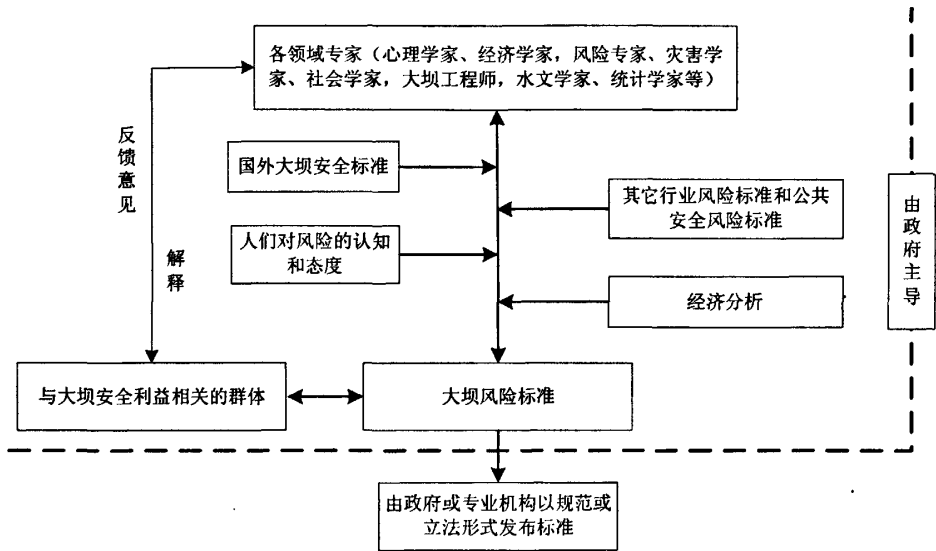 各领域专家（心理学家、经济学家，风险专家、灾害学
家、社会学家，大坝工程师，水文学家、统计学家等）
反馈意见
国外大坝安全标准
其它行业风险标准和公共
安全风险标准
由政府主导
人们对风险的认知
和态度
解释
经济分析
与大坝安全利益相关的群体
大坝风险标准
由政府或专业机构以规范或
立法形式发布标准